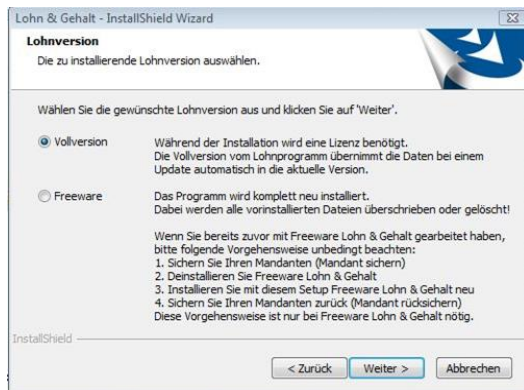 Lohn & Gehalt - InstallShield Wizard
Lohnversion
Die zu installierende Lohnversion auswählen.
Wählen Sie die gewünschte Lohnversion aus und klicken Sie auf 'Weiter'.
Vollversion
Während der Installation wird eine Lizenz benötigt.
Die Vollversion vom Lohnprogramm übernimmt die Daten bei einem
Update automatisch in die aktuelle Version.
Freeware
Das Programm wird komplett neu installiert.
Dabei werden alle vorinstallierten Dateien überschrieben oder gelöscht!
Wenn Sie bereits zuvor mit Freeware Lohn & Gehalt gearbeitet haben,
bitte folgende Vorgehensweise unbedingt beachten:
1. Sichern Sie Ihren Mandanten (Mandant sichern)
2. Deinstallieren Sie Freeware Lohn & Gehalt
3. Installieren Sie mit diesem Setup Freeware Lohn & Gehalt neu
4. Sichern Sie Ihren Mandanten zurück (Mandant rücksichern)
Diese Vorgehensweise ist nur bei Freeware Lohn & Gehalt nötig.
InstallShield
< Zurück
Weiter >
Abbrechen